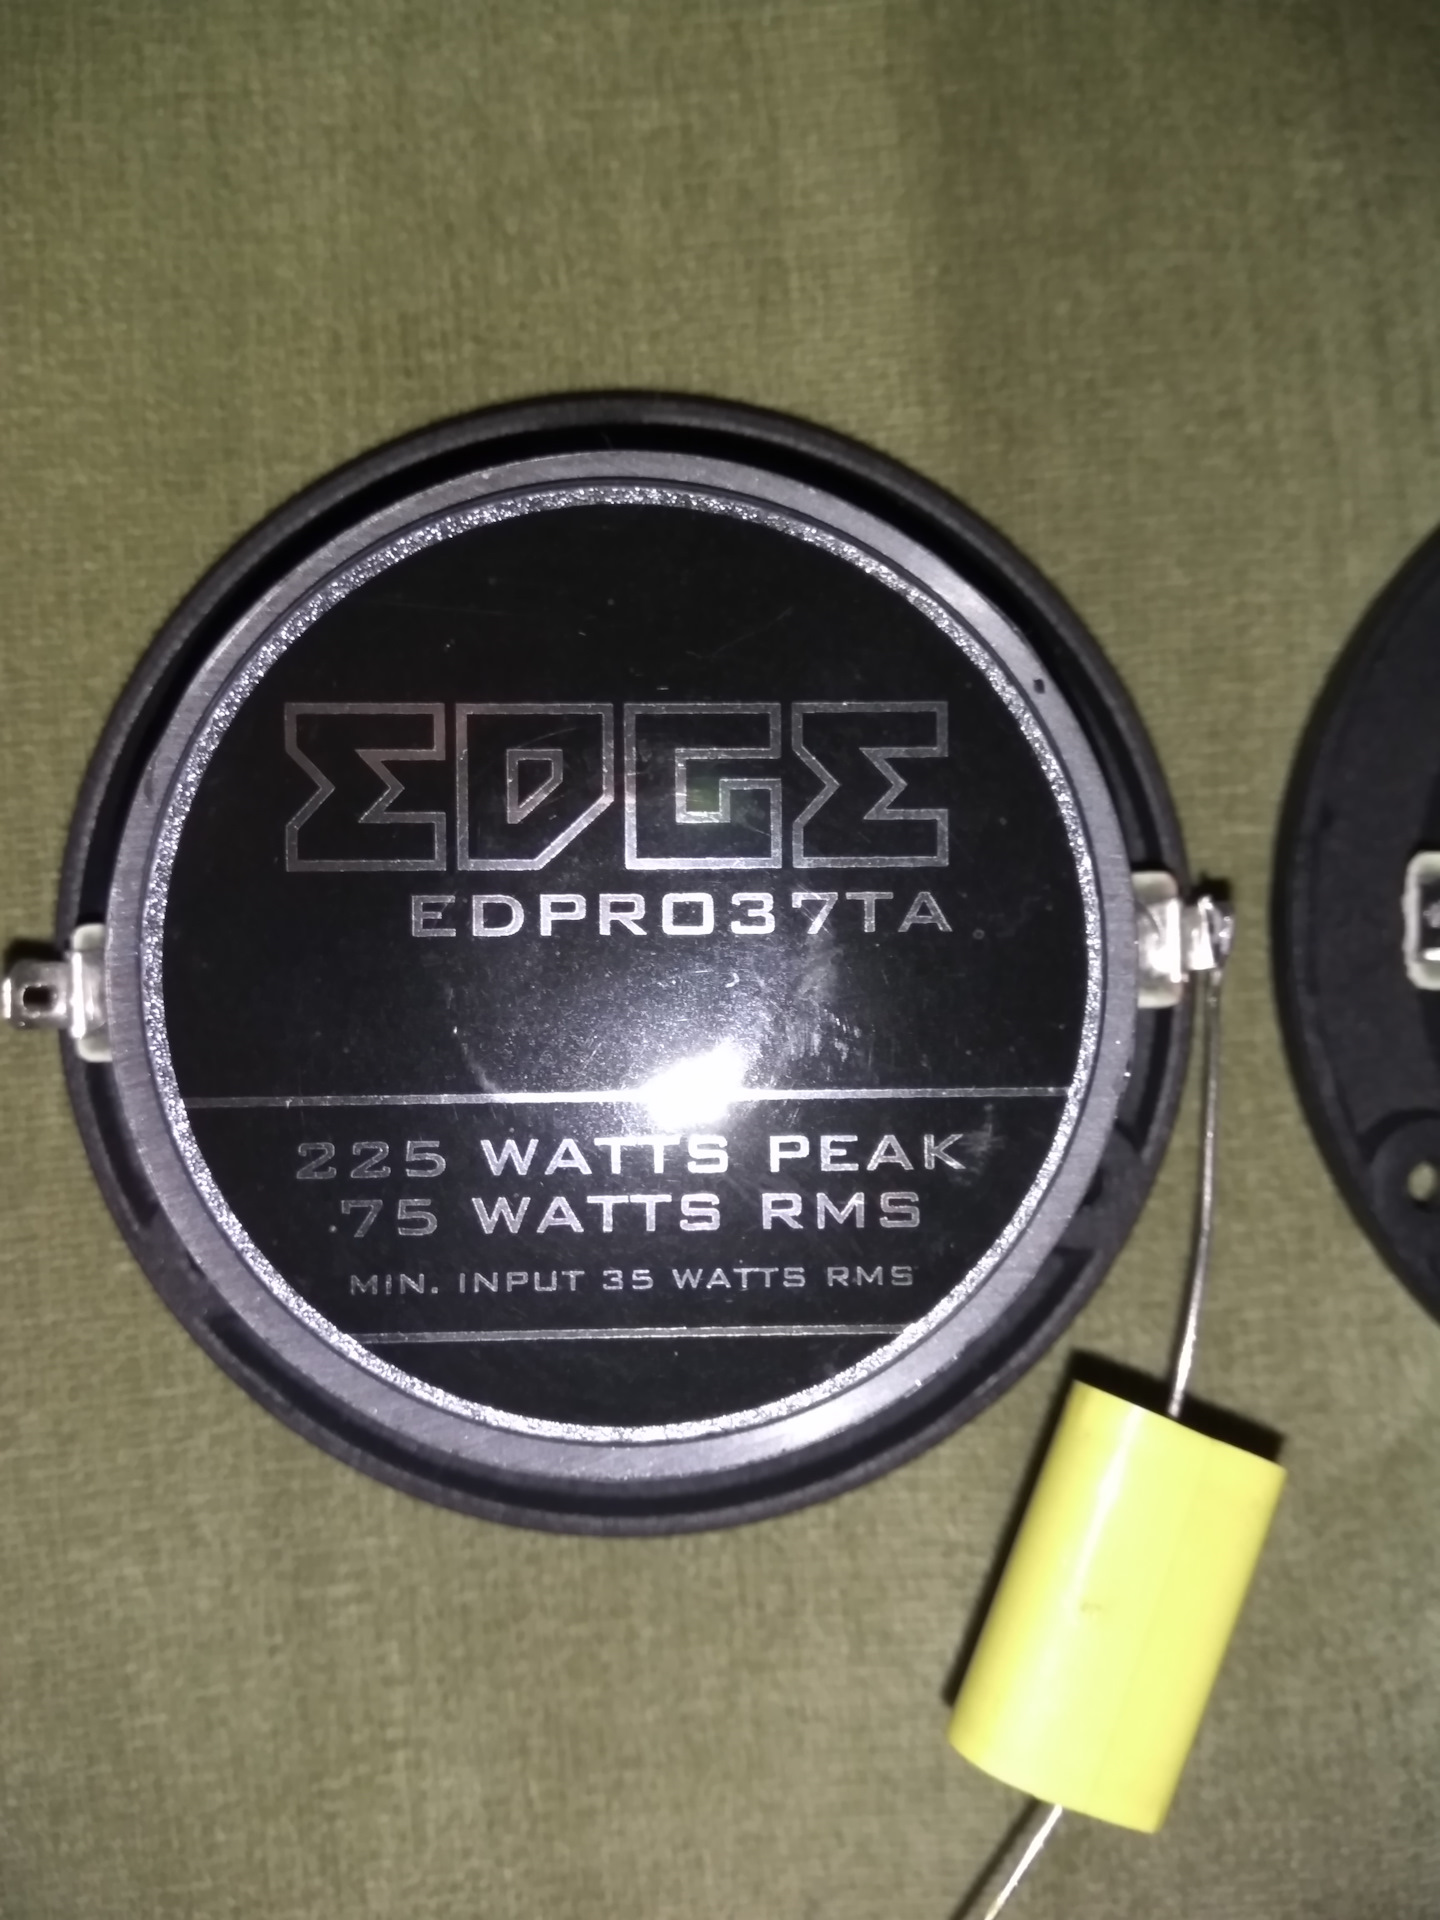 EDGE
EDPRO37TA
225 WATTS PEAK
75 WATTS RMS
MIN. INPUT 35 WATTS RMS